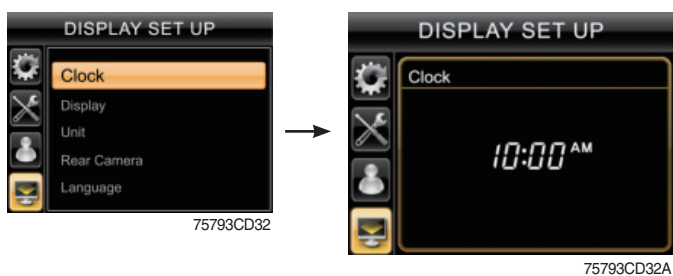 DISPLAY SET UP
Clock
Display
Unit
Rear Camera
Language
75793CD32
DISPLAY SET UP
Clock
10:00 AM
75793CD32A